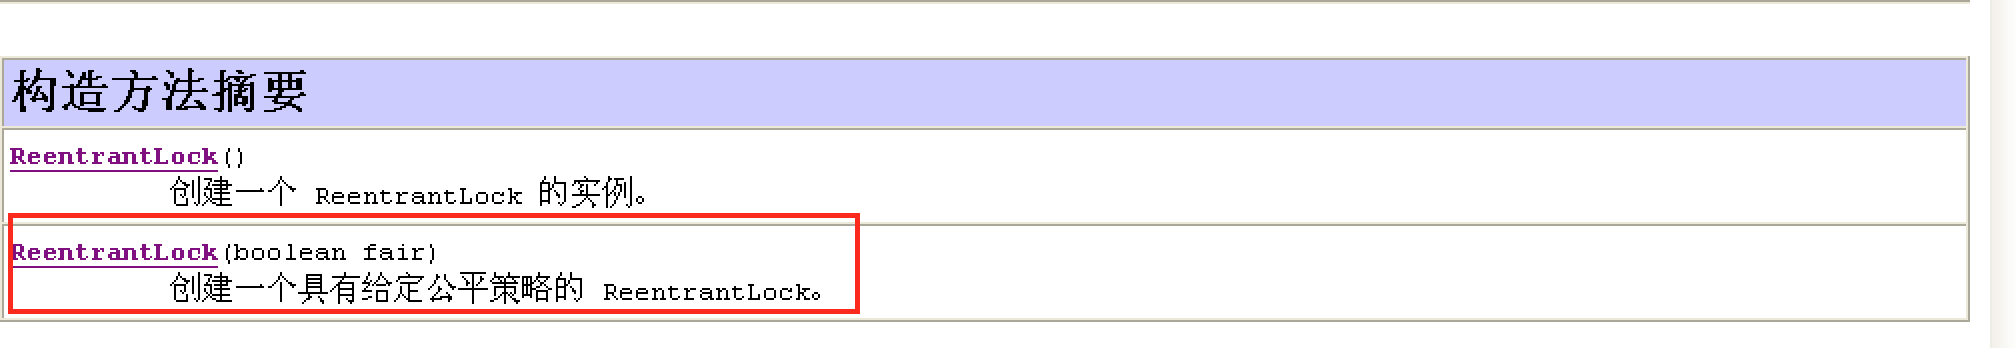 构造方法摘要
ReentrantLock()
创建一个 ReentrantLock 的实例。
ReentrantLock(boolean fair)
创建一个具有给定公平策略的 ReentrantLock。